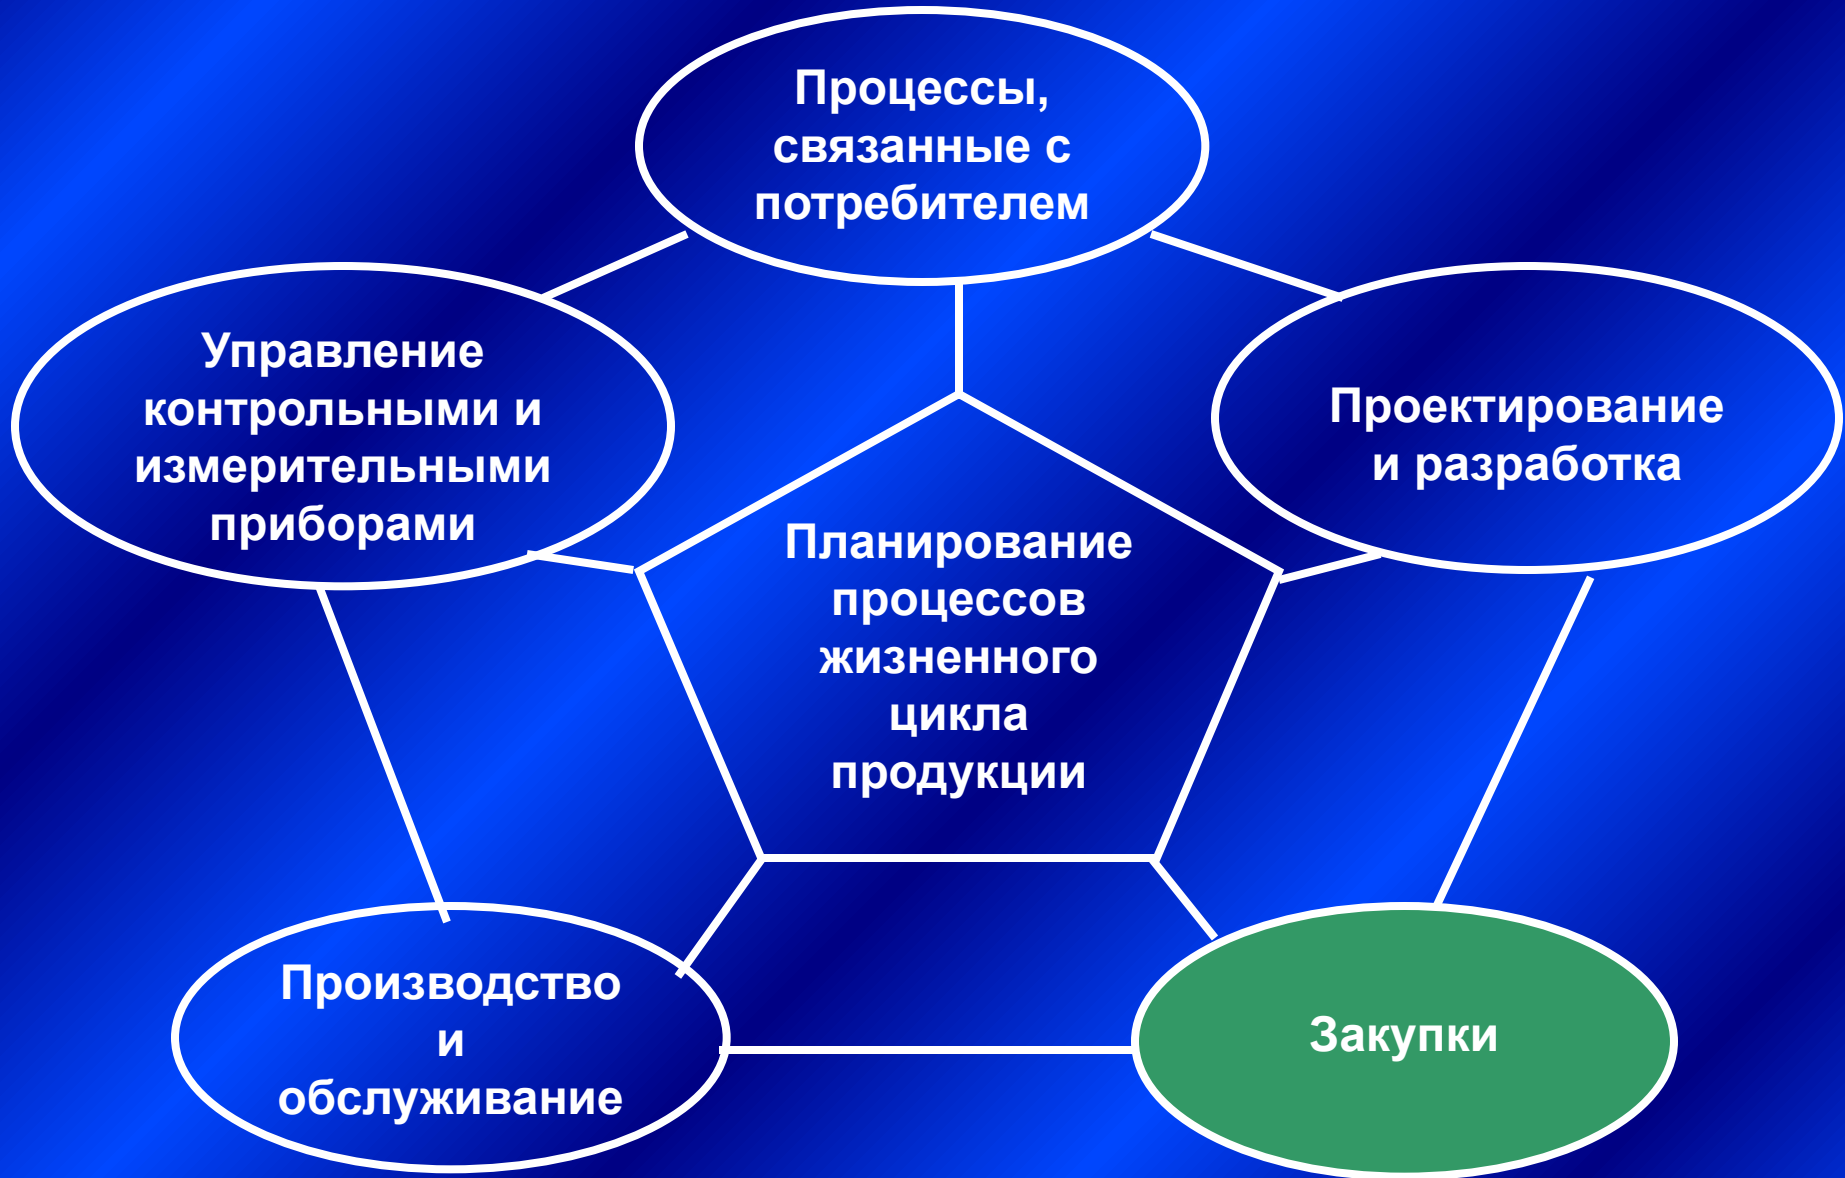 Процессы,
связанные с
потребителем
Управление
контрольными и
измерительными
приборами
Проектирование
и разработка
Планирование
процессов
жизненного
цикла
продукции
Производство
и
обслуживание
Закупки